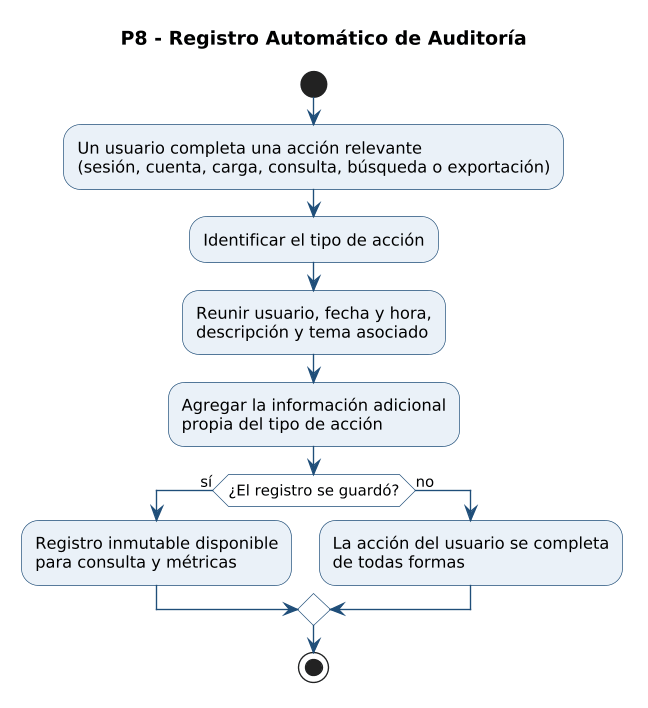 P8 - Registro Automático de Auditoría
Un usuario completa una acción relevante
(sesión, cuenta, carga, consulta, búsqueda o exportación)
Identificar el tipo de acción
Reunir usuario, fecha y hora,
descripción y tema asociado
Agregar la información adicional
propia del tipo de acción
sí
¿El registro se guardó?
no
Registro inmutable disponible
para consulta y métricas
La acción del usuario se completa
de todas formas